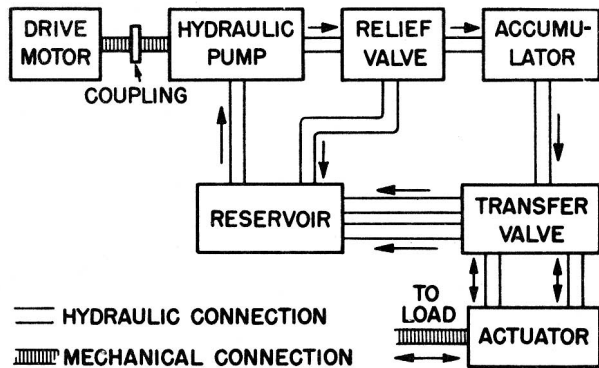 DRIVE
MOTOR
HYDRAULIC
PUMP
RELIEF
VALVE
ACCUMU-
LATOR
COUPLING
RESERVOIR
TRANSFER
VALVE
TO
LOAD
ACTUATOR
HYDRAULIC CONNECTION
MECHANICAL CONNECTION